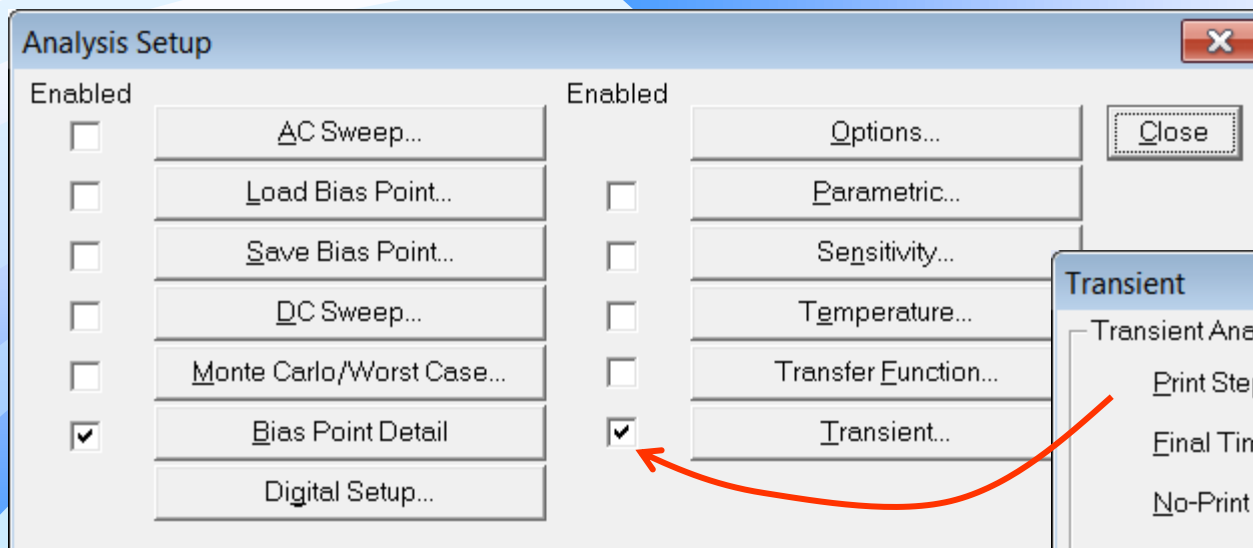 Analysis Setup
Enabled
Enabled
AC Sweep...
Options...
Close
Load Bias Point...
Parametric...
Save Bias Point...
Sensitivity...
DC Sweep...
Temperature...
Monte Carlo/Worst Case...
Transfer Function...
Bias Point Detail
Transient...
Digital Setup...
Transient
Transient Ana
Print Step
Final Tim
No-Print